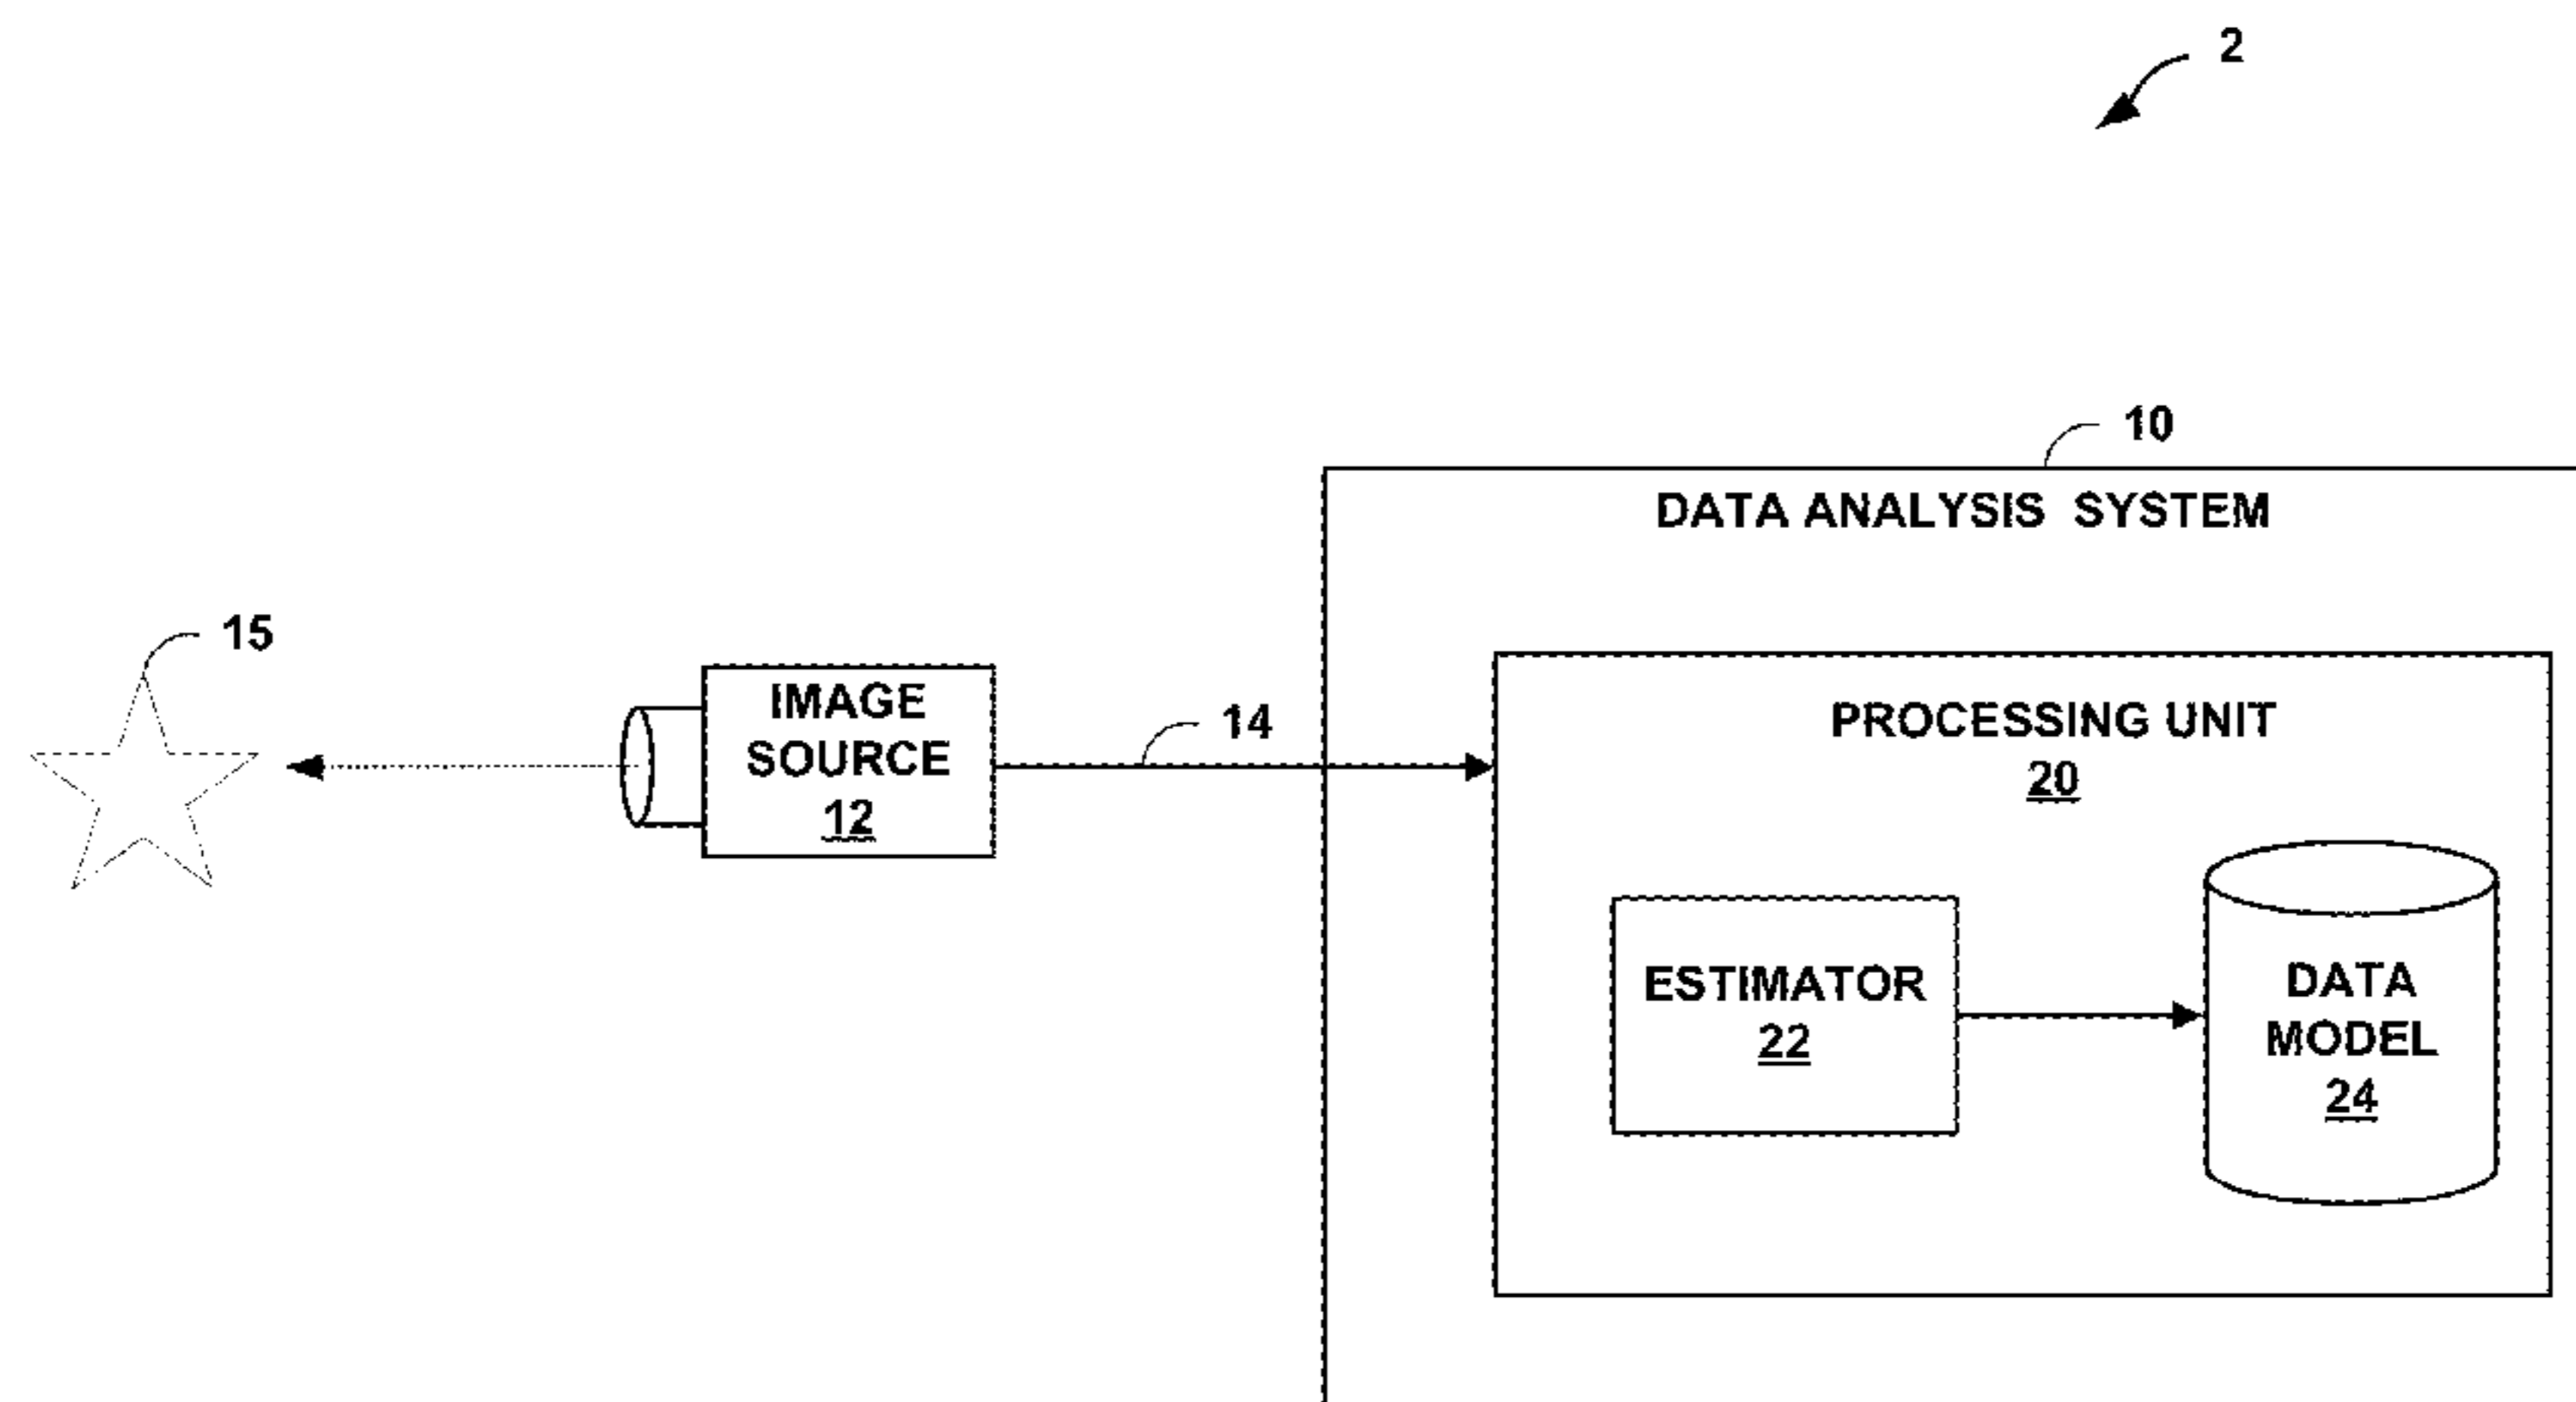 2
10
DATA ANALYSIS SYSTEM
15
IMAGE
SOURCE
12
14
PROCESSING UNIT
20
ESTIMATOR
22
DATA
MODEL
24